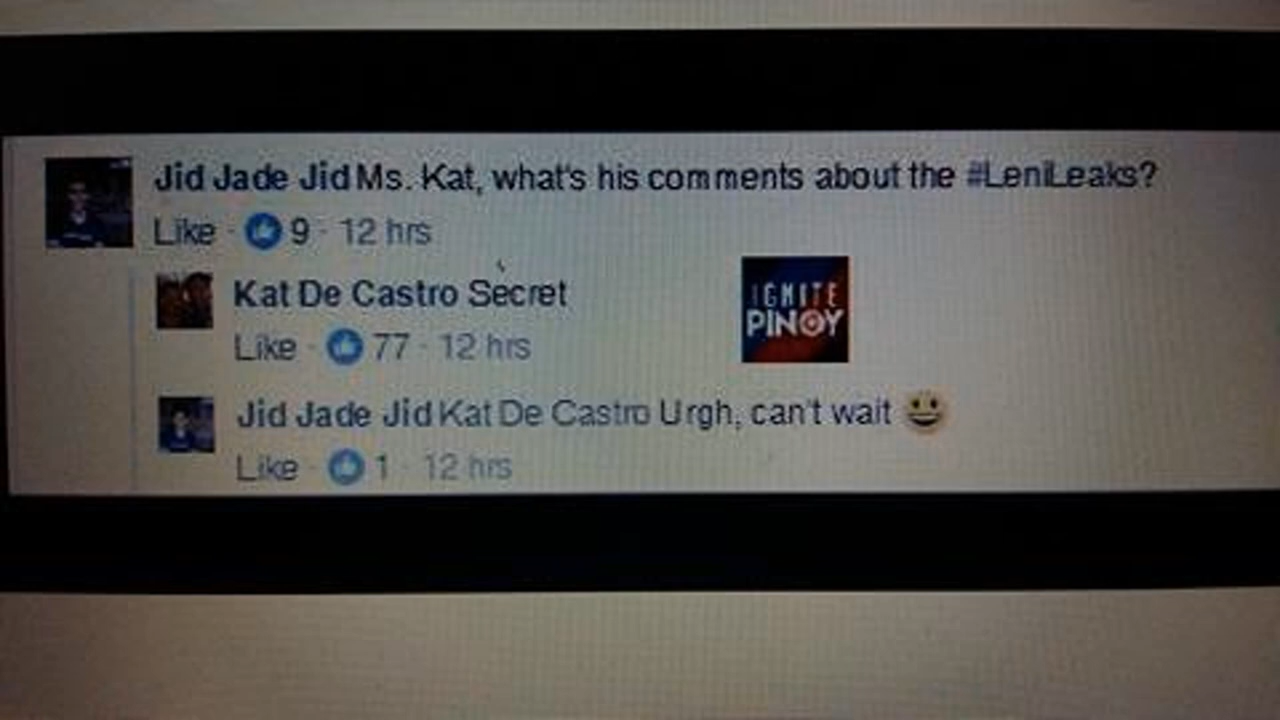 Jid Jade Jid Ms. Kat, what's his comments about the #LeniLeaks?
Like · 9 · 12 hrs
Kat De Castro Secret
Like · 77 · 12 hrs
IGNITE
PINOY
Jid Jade Jid Kat De Castro Urgh, can't wait 😃
Like · 1 · 12 hrs